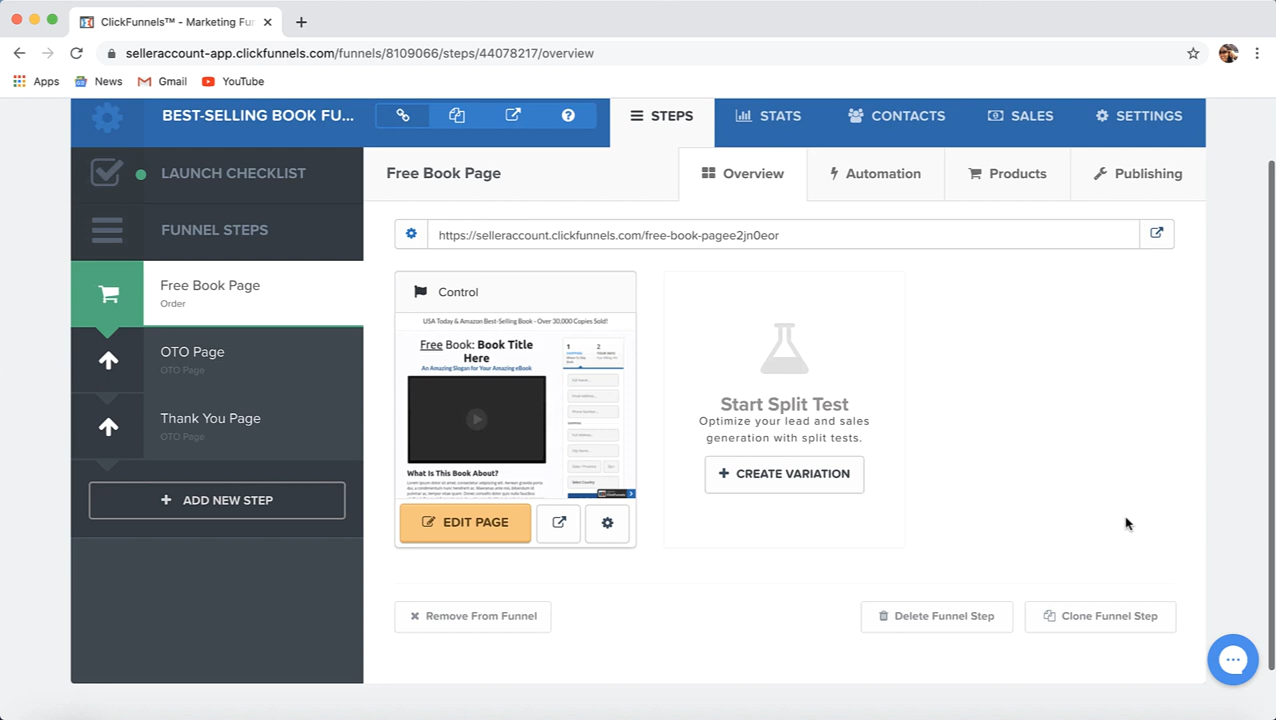 ClickFunnels™ - Marketing Fun
selleraccount-app.clickfunnels.com/funnels/8109066/steps/44078217/overview
Apps
News
Gmail
YouTube
BEST-SELLING BOOK FU...
STEPS
STATS
CONTACTS
SALES
SETTINGS
LAUNCH CHECKLIST
FUNNEL STEPS
Free Book Page
Order
OTO Page
OTO Page
Thank You Page
OTO Page
+ ADD NEW STEP
Free Book Page
Overview
Automation
Products
Publishing
https://selleraccount.clickfunnels.com/free-book-pagee2jn0eor
Control
USA Today & Amazon Best-Selling Book - Over 30,000 Copies Sold!
Free Book: Book Title
Here
An Amazing Slogan for Your Amazing eBook
1
2
What Is This Book About?
EDIT PAGE
Start Split Test
Optimize your lead and sales
generation with split tests.
+ CREATE VARIATION
Remove From Funnel
Delete Funnel Step
Clone Funnel Step